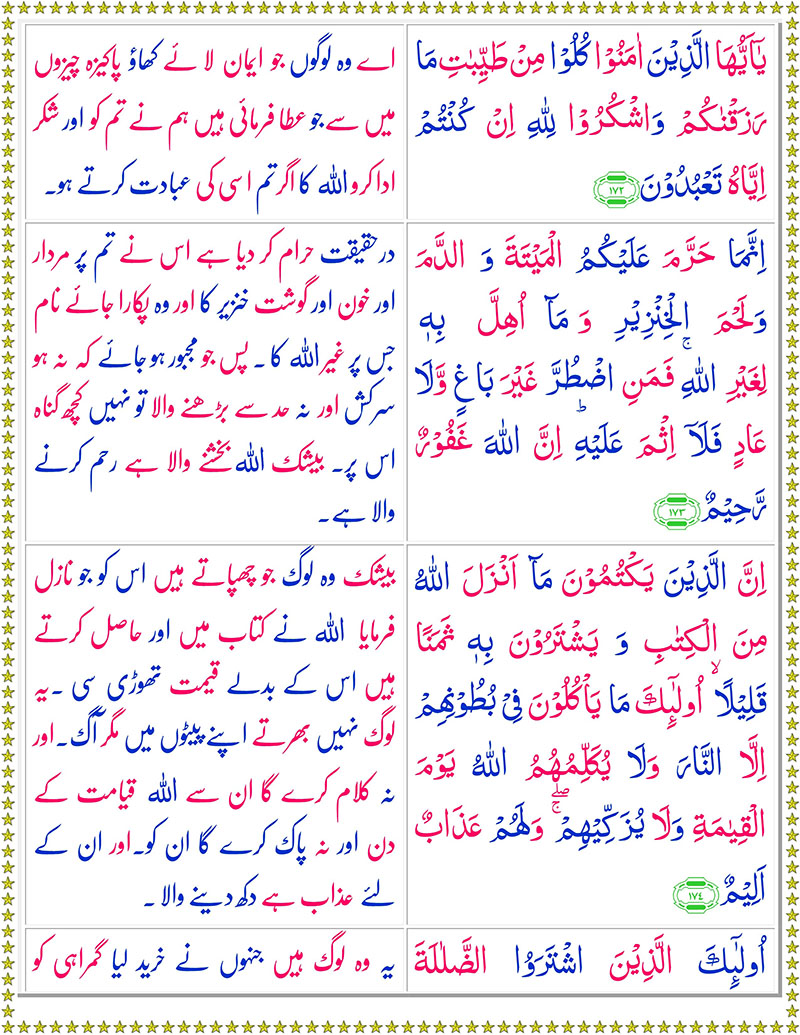 یٰۤاَیُّهَا الَّذِیْنَ اٰمَنُوْا كُلُوْا مِنْ طَیِّبٰتِ مَا
رَزَقْنٰكُمْ وَاشْكُرُوْا لِلّٰهِ اِنْ كُنْتُمْ
اِیَّاهُ تَعْبُدُوْنَ ﴿۱۷۲﴾
اے وہ لوگوں جو ایمان لائے کھاؤ پاکیزہ چیزوں
میں سے جو عطا فرمائی ہیں ہم نے تم کو اور شکر
ادا کرو اللہ کا اگر تم اسی کی عبادت کرتے ہو۔
اِنَّمَا حَرَّمَ عَلَیْكُمُ الْمَیْتَةَ وَ الدَّمَ
وَلَحْمَ الْخِنْزِیْرِ وَ مَاۤ اُهِلَّ بِهٖ
لِغَیْرِ اللّٰهِ ۚ فَمَنِ اضْطُرَّ غَیْرَ بَاغٍ وَّلَا
عَادٍ فَلَاۤ اِثْمَ عَلَیْهِ ؕ اِنَّ اللّٰهَ غَفُوْرٌ
رَّحِیْمٌ ﴿۱۷۳﴾
درحقیقت حرام کر دیا ہے اس نے تم پر مردار
اور خون اور گوشت خنزیر کا اور وہ پکارا جائے نام
جس پر غیر اللہ کا۔ پس جو مجبور ہو جائے کہ نہ ہو
سرکش اور نہ حد سے بڑھنے والا تو نہیں کچھ گناہ
اس پر۔ بیشک اللہ بخشنے والا ہے رحم کرنے
والا ہے۔
اِنَّ الَّذِیْنَ یَكْتُمُوْنَ مَاۤ اَنْزَلَ اللّٰهُ
مِنَ الْكِتٰبِ وَ یَشْتَرُوْنَ بِهٖ ثَمَنًا
قَلِیْلًا ۙ اُولٰٓىِٕكَ مَا یَاْكُلُوْنَ فِیْ بُطُوْنِهِمْ
اِلَّا النَّارَ وَلَا یُكَلِّمُهُمُ اللّٰهُ یَوْمَ
الْقِیٰمَةِ وَلَا یُزَكِّیْهِمْ ۚۖ وَلَهُمْ عَذَابٌ
اَلِیْمٌ ﴿۱۷۴﴾
بیشک وہ لوگ جو چھپاتے ہیں اس کو جو نازل
فرمایا اللہ نے کتاب میں اور حاصل کرتے
ہیں اس کے بدلے قیمت تھوڑی سی ۔ یہ
لوگ نہیں بھرتے اپنے پیٹوں میں مگر آگ۔ اور
نہ کلام کرے گا ان سے اللہ قیامت کے
دن اور نہ پاک کرے گا ان کو۔ اور ان کے
لئے عذاب ہے دکھ دینے والا ۔
اُولٰٓىِٕكَ الَّذِیْنَ اشْتَرَوُا الضَّلٰلَةَ
یہ وہ لوگ ہیں جنہوں نے خرید لیا گمراہی کو